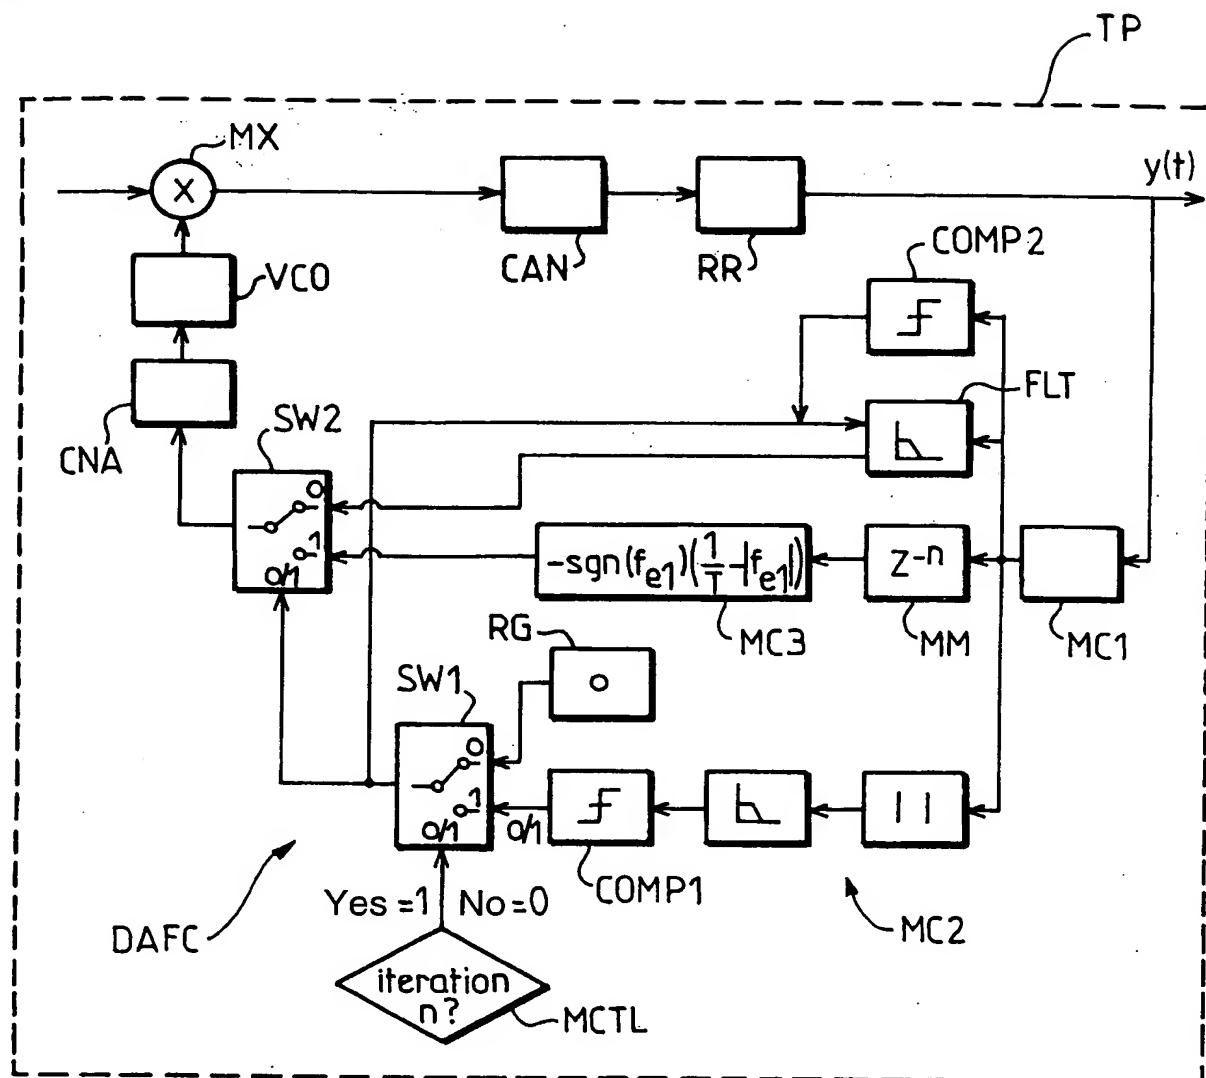 TP
MX
y(t)
X
COMP2
VCO
CAN
RR
FLT
SW2
CNA
0
1
0/1
-sgn(fe1)(1/T-|fe1|)
Z-n
RG
MC3
MM
MC1
SW1
0
0
1
0/1
0/1
| |
COMP1
Yes=1 No=0
DAFC
MC2
iteration
n?
MCTL